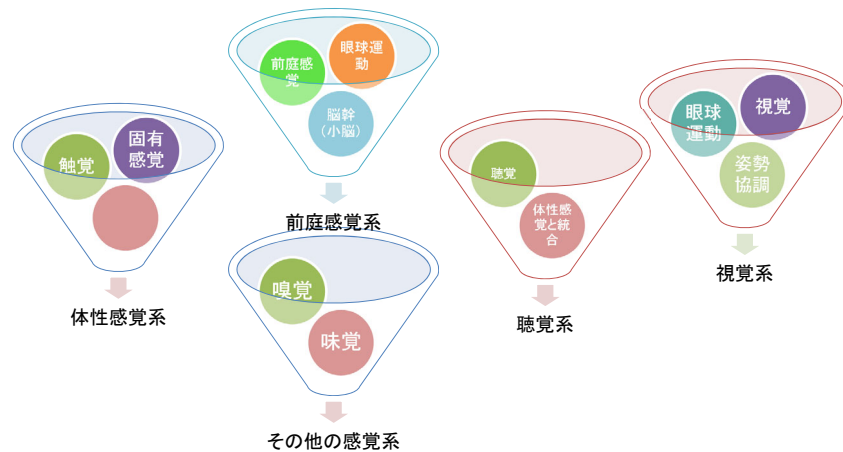 触覚
固有
感覚
体性感覚系
前庭感
覚
眼球運
動
脳幹
(小脳)
前庭感覚系
嗅覚
味覚
その他の感覚系
聴覚
体性感
覚と統
合
聴覚系
眼球
運動
視覚
姿勢
協調
視覚系